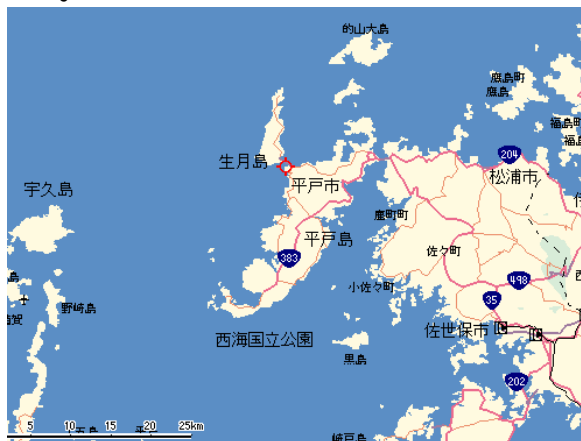 的山大島
鷹島町
鷹島
福島町
福島
204
生月島
松浦市
平戸市
宇久島
鹿町町
平戸島
佐々町
383
498
小佐々町
35
野崎島
佐世保市
西海国立公園
黒島
202
5 10 15 20 25km